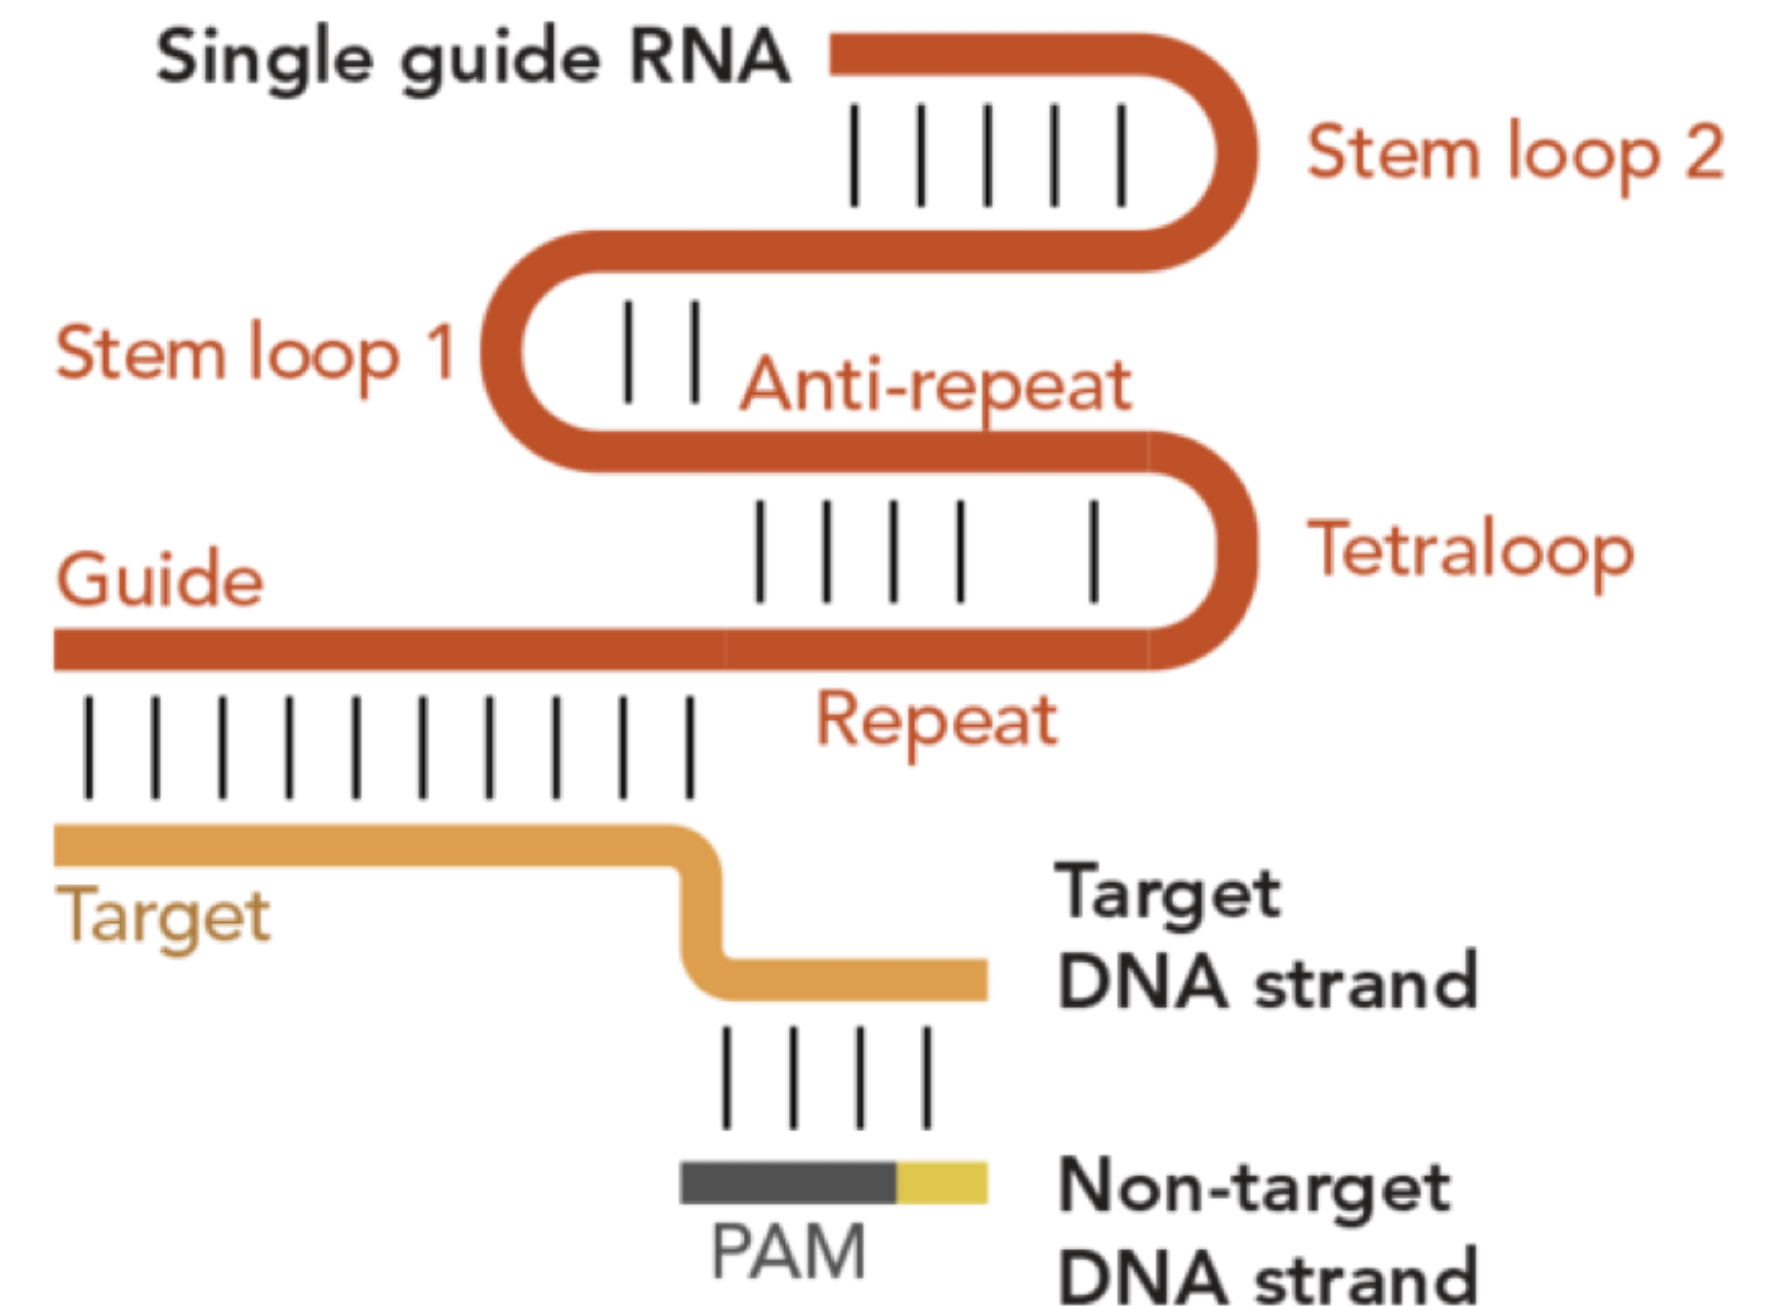 Single guide RNA
Stem loop 2
Stem loop 1
Anti-repeat
Tetraloop
Guide
Repeat
Target
Target
DNA strand
Non-target
DNA strand
PAM